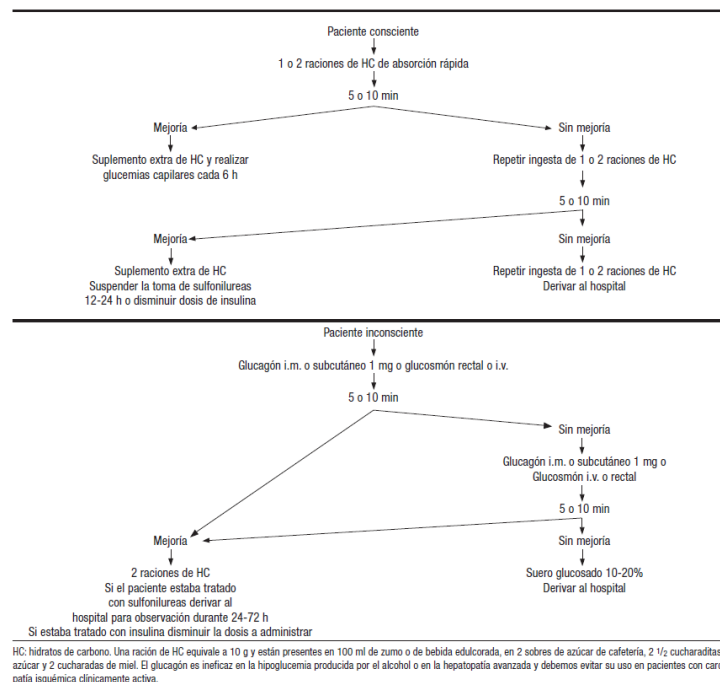 Paciente consciente
1 o 2 raciones de HC de absorción rápida
5 o 10 min
Mejoría
Sin mejoría
Suplemento extra de HC y realizar
glucemias capilares cada 6 h
Repetir ingesta de 1 o 2 raciones de HC
5 o 10 min
Mejoría
Sin mejoría
Suplemento extra de HC
Suspender la toma de sulfonilureas
12-24 h o disminuir dosis de insulina
Repetir ingesta de 1 o 2 raciones de HC
Derivar al hospital
Paciente inconsciente
Glucagón i.m. o subcutáneo 1 mg o glucosmón rectal o i.v.
5 o 10 min
Sin mejoría
Glucagón i.m. o subcutáneo 1 mg o
Glucosmón i.v. o rectal
5 o 10 min
Mejoría
Sin mejoría
2 raciones de HC
Si el paciente estaba tratado
con sulfonilureas derivar al
hospital para observación durante 24-72 h
Si estaba tratado con insulina disminuir la dosis a administrar
Suero glucosado 10-20%
Derivar al hospital
HC: hidratos de carbono. Una ración de HC equivale a 10 g y están presentes en 100 ml de zumo o de bebida edulcorada, en 2 sobres de azúcar de cafetería, 2 1/2 cucharaditas
azúcar y 2 cucharadas de miel. El glucagón es ineficaz en la hipoglucemia producida por el alcohol o en la hepatopatía avanzada y debemos evitar su uso en pacientes con card
patía isquémica clínicamente activa.